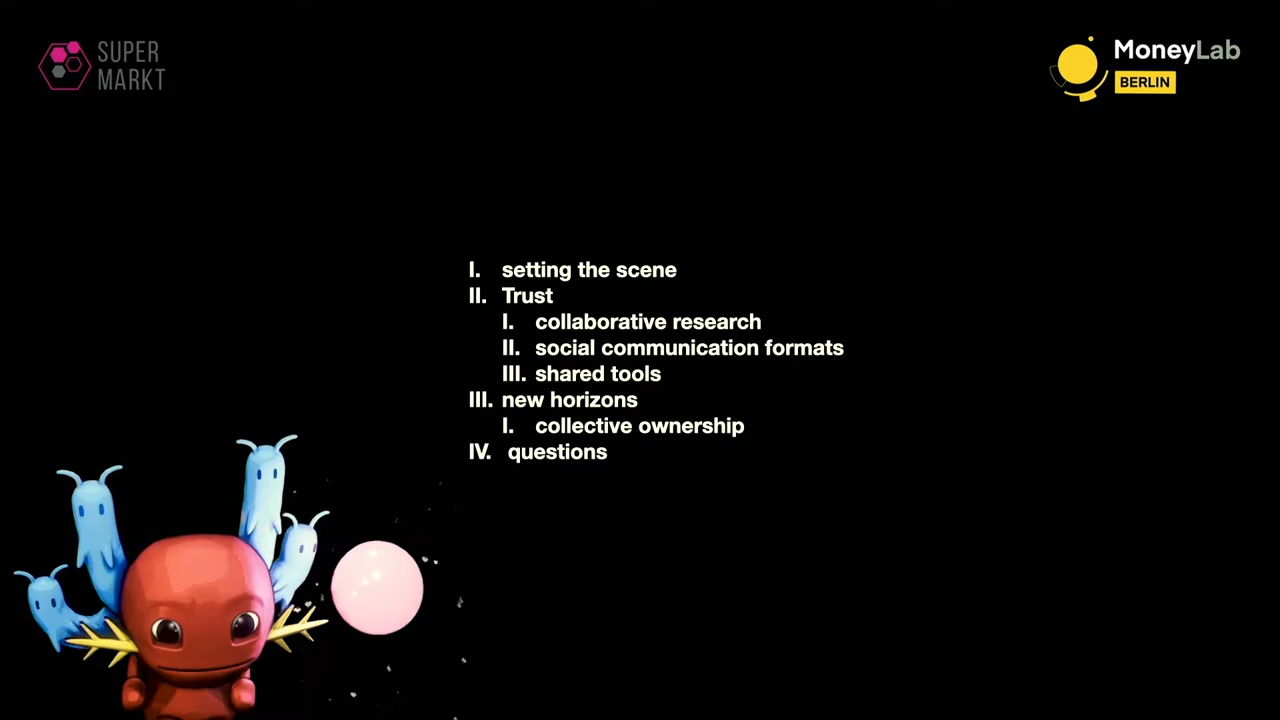 SUPER
MARKT
MoneyLab
BERLIN
I. setting the scene
II. Trust
I. collaborative research
II. social communication formats
III. shared tools
III. new horizons
I. collective ownership
IV. questions